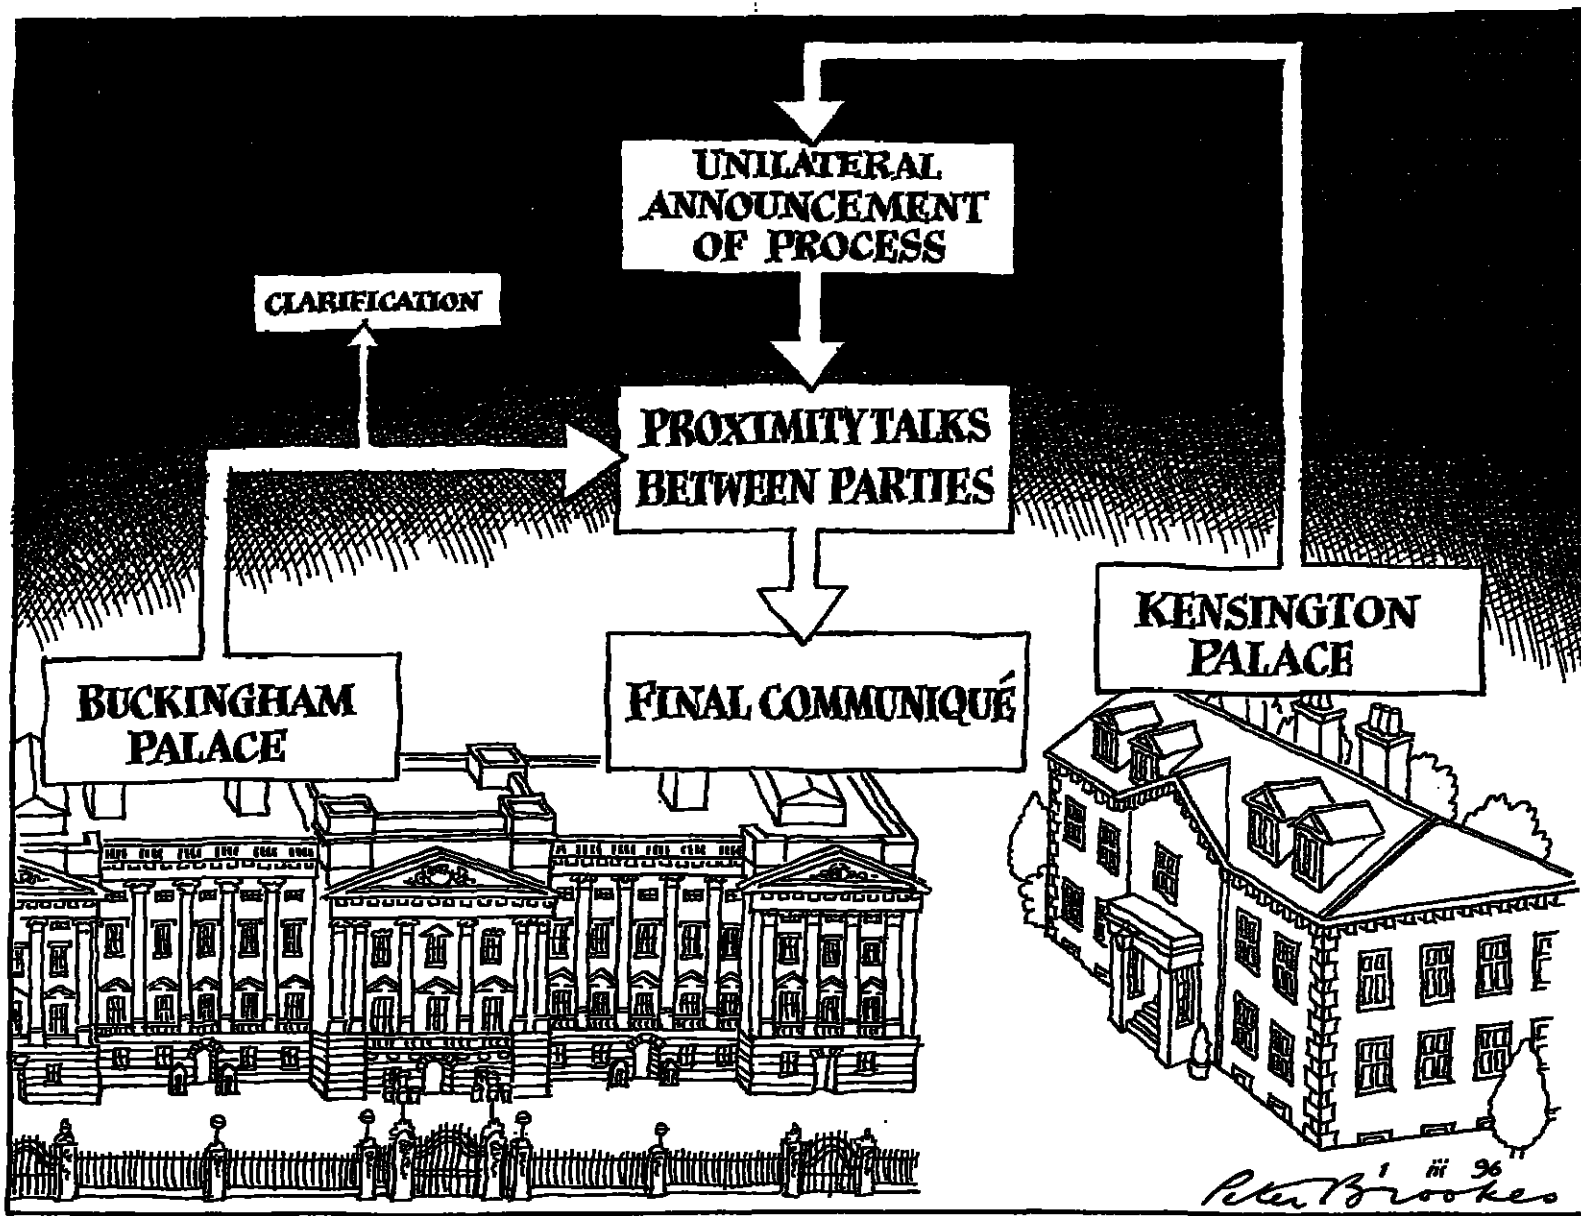 UNILATERAL
ANNOUNCEMENT
OF PROCESS
CLARIFICATION
PROXIMITY TALKS
BETWEEN PARTIES
KENSINGTON
PALACE
BUCKINGHAM
PALACE
FINAL COMMUNIQUÉ
1 iii 96
Peter Brookes